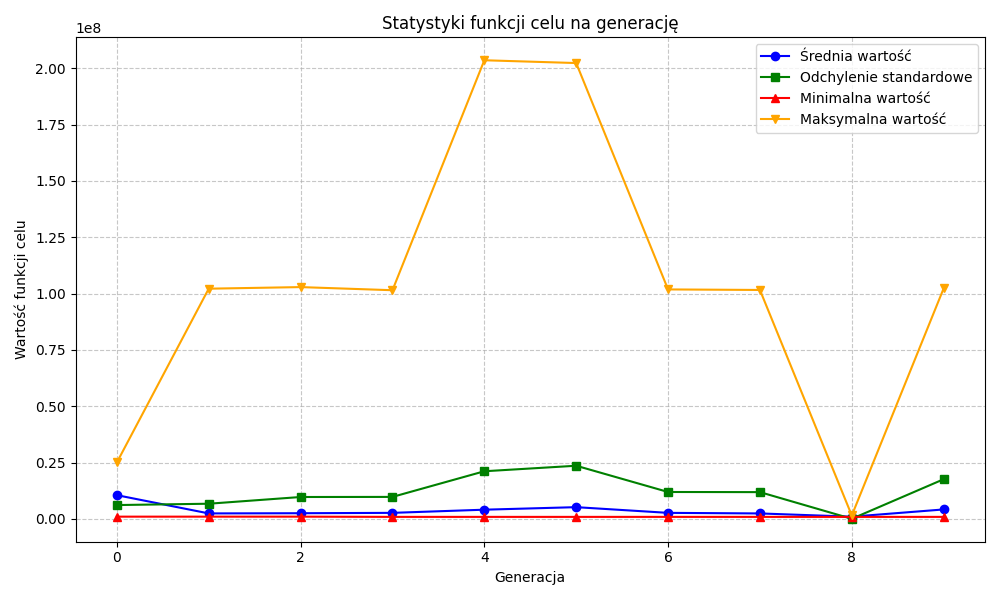 Statystyki funkcji celu na generację
1e8
Średnia wartość
Odchylenie standardowe
Minimalna wartość
Maksymalna wartość
2.00
1.75
1.50
1.25
1.00
0.75
0.50
0.25
0.00
Wartość funkcji celu
0 2 4 6 8
Generacja